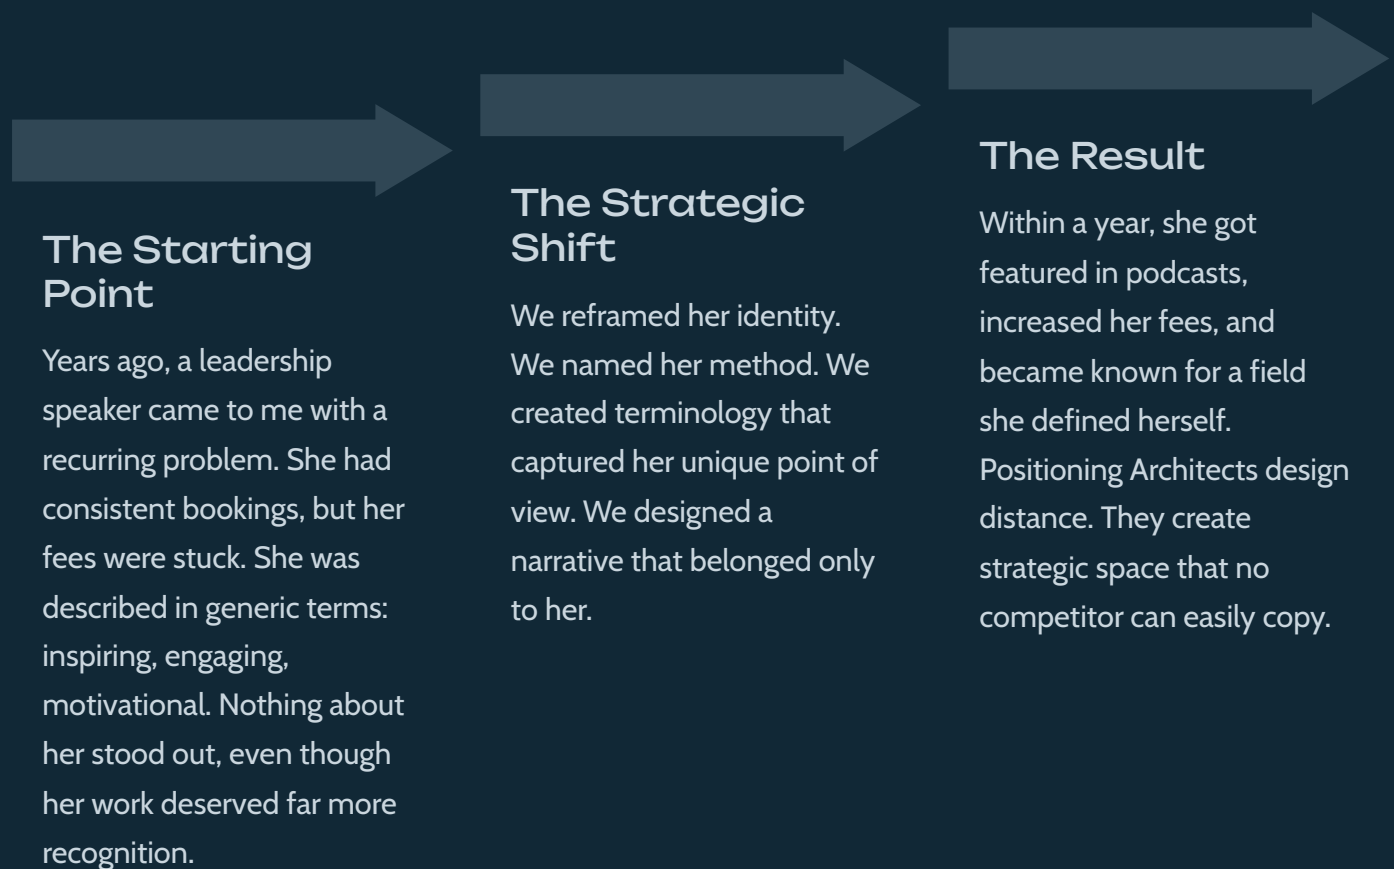 The Starting
Point
Years ago, a leadership
speaker came to me with a
recurring problem. She had
consistent bookings, but her
fees were stuck. She was
described in generic terms:
inspiring, engaging,
motivational. Nothing about
her stood out, even though
her work deserved far more
recognition.
The Strategic
Shift
We reframed her identity.
We named her method. We
created terminology that
captured her unique point of
view. We designed a
narrative that belonged only
to her.
The Result
Within a year, she got
featured in podcasts,
increased her fees, and
became known for a field
she defined herself.
Positioning Architects design
distance. They create
strategic space that no
competitor can easily copy.